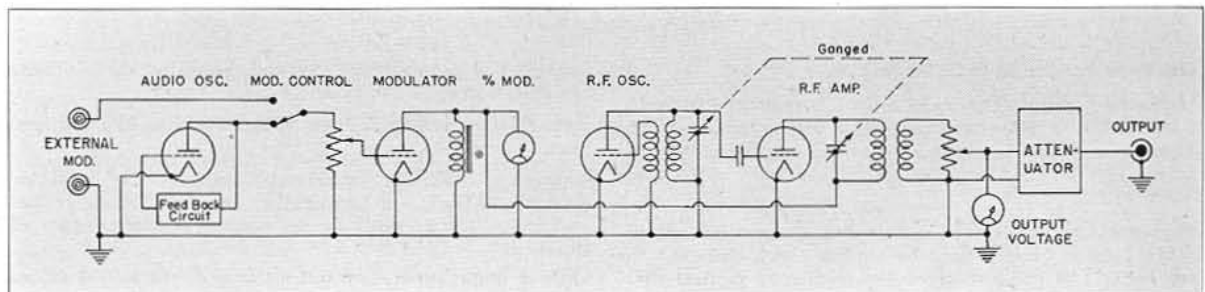 Ganged
AUDIO OSC. MOD. CONTROL MODULATOR % MOD. R.F. OSC. R.F. AMP.
EXTERNAL
MOD.
OUTPUT
ATTEN-
UATOR
Feed Back
Circuit
OUTPUT
VOLTAGE